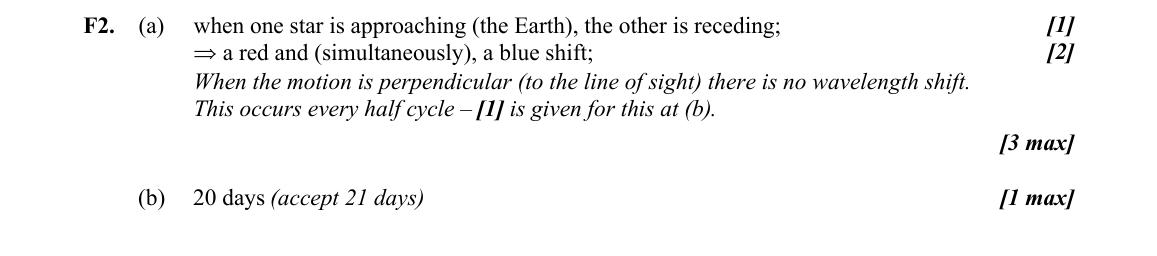 F2. (a) when one star is approaching (the Earth), the other is receding; [1]
⇒ a red and (simultaneously), a blue shift; [2]
When the motion is perpendicular (to the line of sight) there is no wavelength shift.
This occurs every half cycle – [1] is given for this at (b).
[3 max]
(b) 20 days (accept 21 days) [1 max]